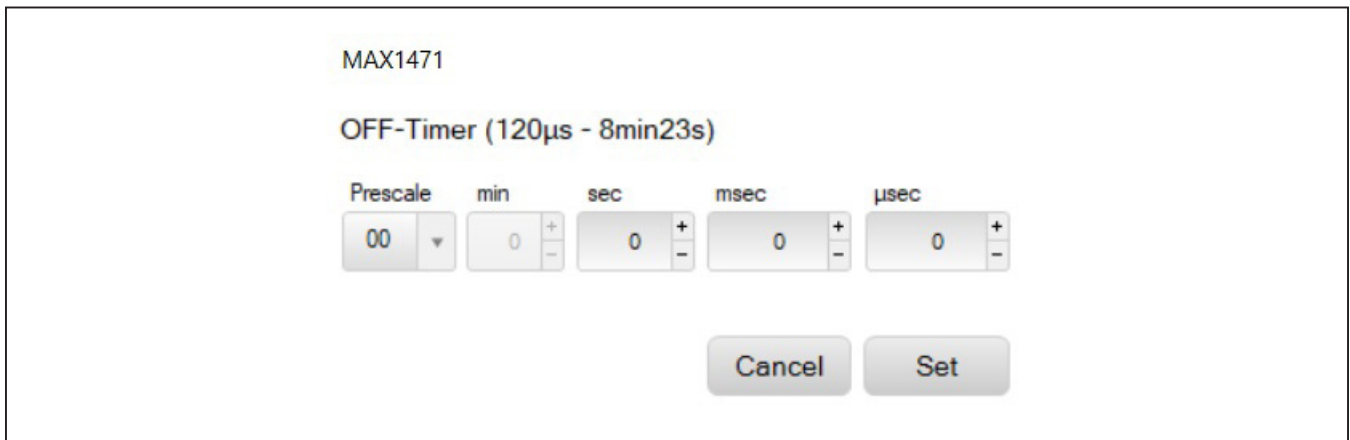 MAX1471
OFF-Timer (120µs - 8min23s)
Prescale min sec msec µsec
00 0 + - 0 + - 0 + - 0 + -
Cancel Set